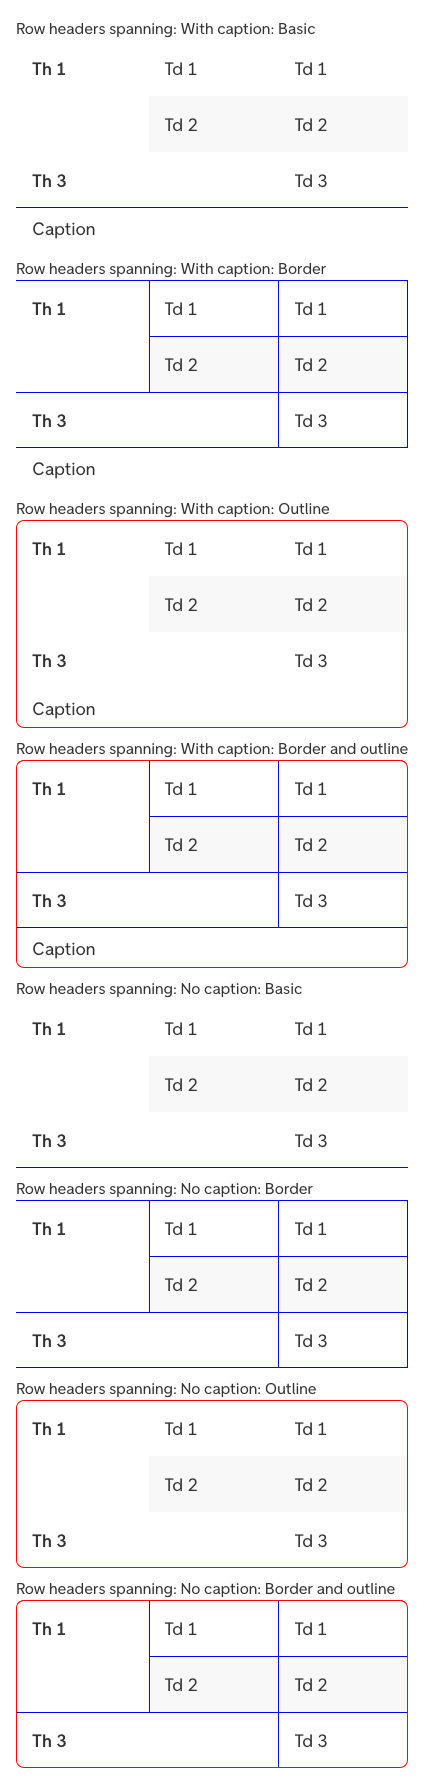 Row headers spanning: With caption: Basic
Th 1 Td 1 Td 1
Td 2 Td 2
Th 3 Td 3
Caption
Row headers spanning: With caption: Border
Th 1 Td 1 Td 1
Td 2 Td 2
Th 3 Td 3
Caption
Row headers spanning: With caption: Outline
Th 1 Td 1 Td 1
Td 2 Td 2
Th 3 Td 3
Caption
Row headers spanning: With caption: Border and outline
Th 1 Td 1 Td 1
Td 2 Td 2
Th 3 Td 3
Caption
Row headers spanning: No caption: Basic
Th 1 Td 1 Td 1
Td 2 Td 2
Th 3 Td 3
Row headers spanning: No caption: Border
Th 1 Td 1 Td 1
Td 2 Td 2
Th 3 Td 3
Row headers spanning: No caption: Outline
Th 1 Td 1 Td 1
Td 2 Td 2
Th 3 Td 3
Row headers spanning: No caption: Border and outline
Th 1 Td 1 Td 1
Td 2 Td 2
Th 3 Td 3